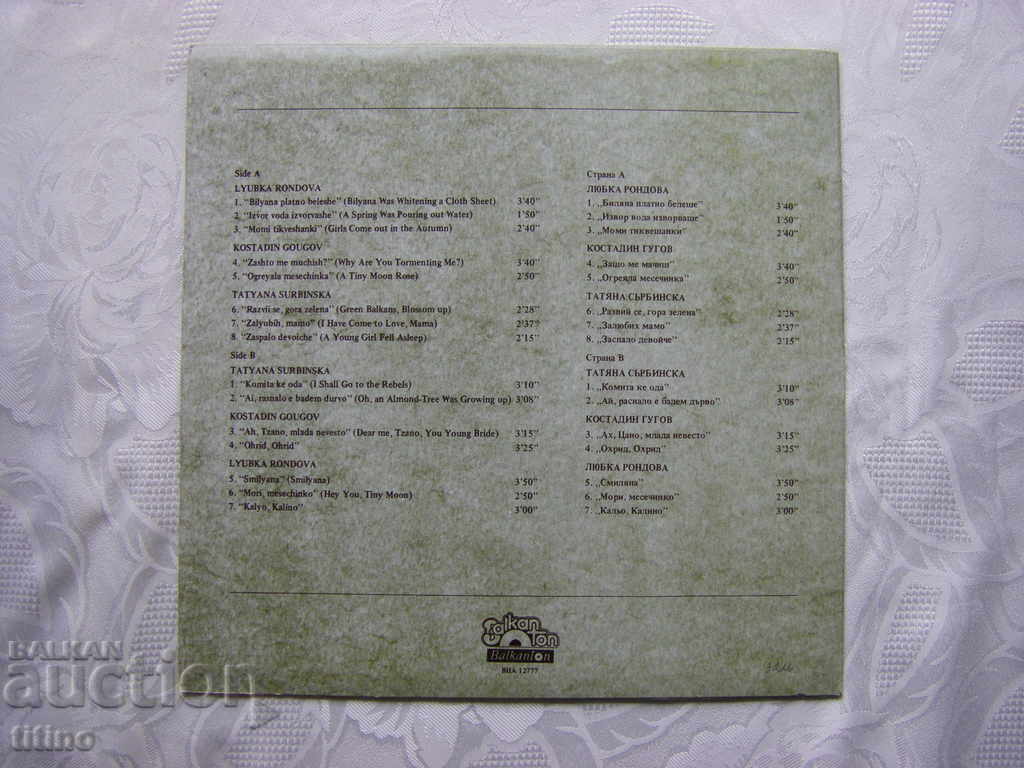 Side A
LYUBKA RONDOVA
1. "Bilyana platno beleshe" (Bilyana Was Whitening a Cloth Sheet) 3'40"
2. "Izvor voda izvorvashe" (A Spring Was Pouring out Water) 1'50"
3. "Momi tikveshanki" (Girls Come out in the Autumn) 2'40"
KOSTADIN GOUGOV
4. "Zashto me muchish?" (Why Are You Tormenting Me?) 3'40"
5. "Ogreyala mesechinka" (A Tiny Moon Rose) 2'50"
TATYANA SURBINSKA
6. "Razvii se, gora zelena" (Green Balkans, Blossom up) 2'28"
7. "Zalyubih, mamo" (I Have Come to Love, Mama) 2'37"
8. "Zaspalo devoiche" (A Young Girl Fell Asleep) 2'15"
Side B
TATYANA SURBINSKA
1. "Komita ke oda" (I Shall Go to the Rebels) 3'10"
2. "Ai, rasnalo e badem durvo" (Oh, an Almond-Tree Was Growing up) 3'08"
KOSTADIN GOUGOV
3. "Ah, Tzano, mlada nevesto" (Dear me, Tzano, You Young Bride) 3'15"
4. "Ohrid, Ohrid" 3'25"
LYUBKA RONDOVA
5. "Smilyana" (Smilyana) 3'50"
6. "Mori, mesechinko" (Hey You, Tiny Moon) 2'50"
7. "Kalyo, Kalino" 3'00"
Страна А
ЛЮБКА РОНДОВА
1. „Биляна платно белеше" 3'40"
2. „Извор вода изворваше" 1'50"
3. „Моми тиквешанки" 2'40"
КОСТАДИН ГУГОВ
4. „Защо ме мачиш" 3'40"
5. „Огреяла месечинка" 2'50"
ТАТЯНА СЪРБИНСКА
6. „Развий се, гора зелена" 2'28"
7. „Залюбих мамо" 2'37"
8. „Заспало девойче" 2'15"
Страна В
ТАТЯНА СЪРБИНСКА
1. „Комита ке ода" 3'10"
2. „Ай, раснало е бадем дърво" 3'08"
КОСТАДИН ГУГОВ
3. „Ах, Цано, млада невесто" 3'15"
4. „Охрид, Охрид" 3'25"
ЛЮБКА РОНДОВА
5. „Смиляна" 3'50"
6. „Мори, месечинко" 2'50"
7. „Кальо, Калино" 3'00"
Balkan
ton
Balkanton
ВНА 12777
BALKAN
auction
titino